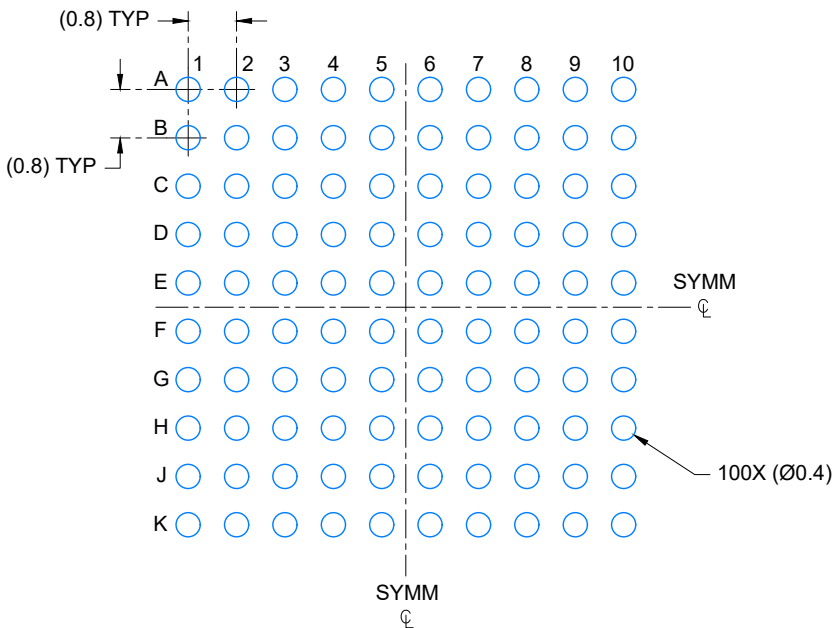 (0.8) TYP
1 2 3 4 5 6 7 8 9 10
A
B
(0.8) TYP
C
D
E
SYMM
℄
F
G
H
J
100X (Ø0.4)
K
SYMM
℄